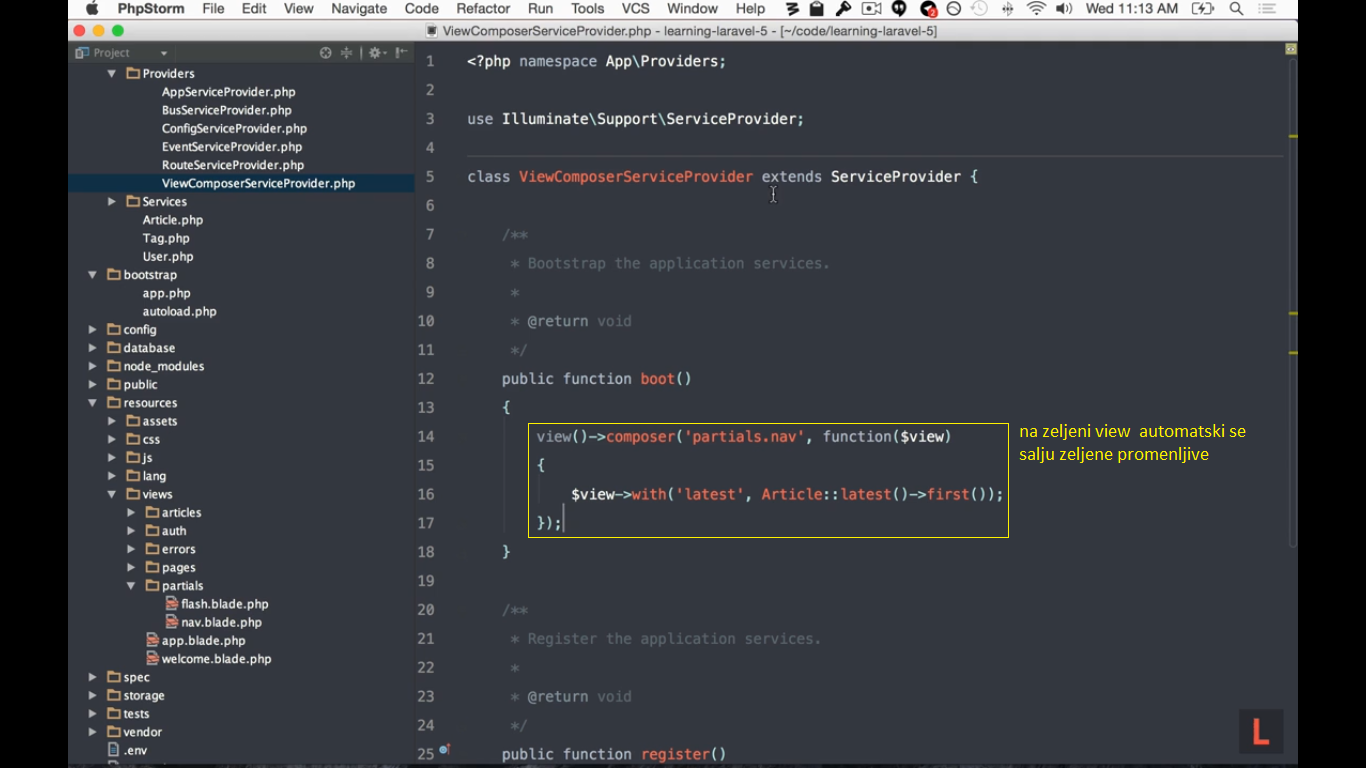 PhpStorm File Edit View Navigate Code Refactor Run Tools VCS Window Help 2 Wed 11:13 AM
ViewComposerServiceProvider.php - learning-laravel-5 - [~/code/learning-laravel-5]
Project
Providers
AppServiceProvider.php
BusServiceProvider.php
ConfigServiceProvider.php
EventServiceProvider.php
RouteServiceProvider.php
ViewComposerServiceProvider.php
Services
Article.php
Tag.php
User.php
bootstrap
app.php
autoload.php
config
database
node_modules
public
resources
assets
css
js
lang
views
articles
auth
errors
pages
partials
flash.blade.php
nav.blade.php
app.blade.php
welcome.blade.php
spec
storage
tests
vendor
.env
1 <?php namespace App\Providers;
2
3 use Illuminate\Support\ServiceProvider;
4
5 class ViewComposerServiceProvider extends ServiceProvider {
6
7 /**
8 * Bootstrap the application services.
9 *
10 * @return void
11 */
12 public function boot()
13 {
14 view()->composer('partials.nav', function($view)
15 {
16 $view->with('latest', Article::latest()->first());
17 });
18 }
19
20 /**
21 * Register the application services.
22 *
23 * @return void
24 */
25 public function register()
na zeljeni view automatski se
salju zeljene promenljive
L